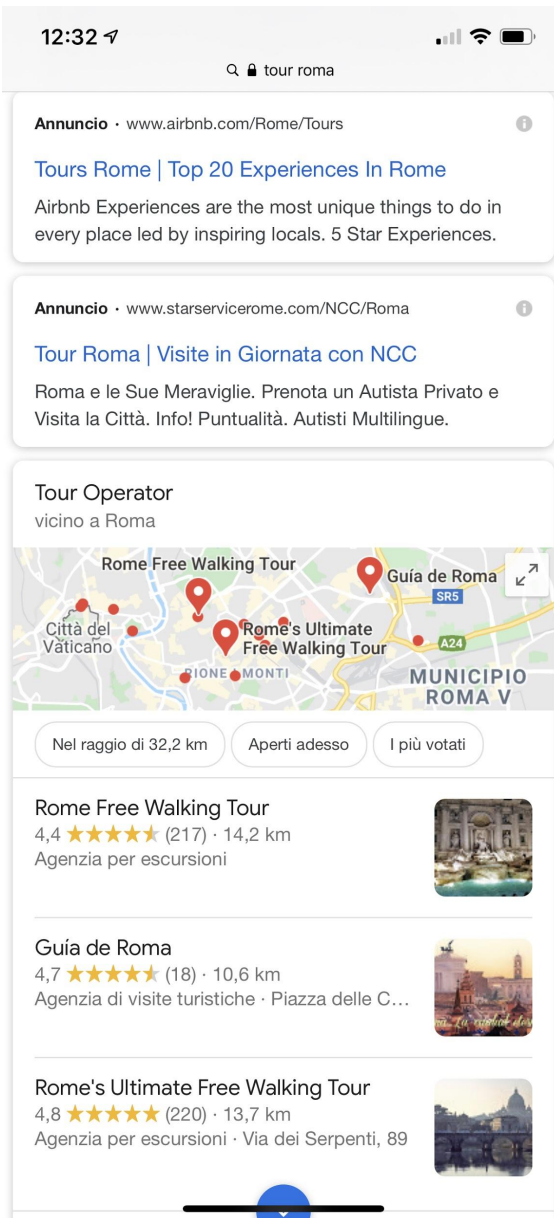 12:32
tour roma
Annuncio · www.airbnb.com/Rome/Tours
Tours Rome | Top 20 Experiences In Rome
Airbnb Experiences are the most unique things to do in
every place led by inspiring locals. 5 Star Experiences.
Annuncio · www.starservicerome.com/NCC/Roma
Tour Roma | Visite in Giornata con NCC
Roma e le Sue Meraviglie. Prenota un Autista Privato e
Visita la Città. Info! Puntualità. Autisti Multilingue.
Tour Operator
vicino a Roma
Rome Free Walking Tour
Guía de Roma
SR5
Città del
Vaticano
Rome's Ultimate
Free Walking Tour
A24
RIONE I MONTI
MUNICIPIO
ROMA V
Nel raggio di 32,2 km
Aperti adesso
I più votati
Rome Free Walking Tour
4,4 (217) · 14,2 km
Agenzia per escursioni
Guía de Roma
4,7 (18) · 10,6 km
Agenzia di visite turistiche · Piazza delle C...
Rome's Ultimate Free Walking Tour
4,8 (220) · 13,7 km
Agenzia per escursioni · Via dei Serpenti, 89